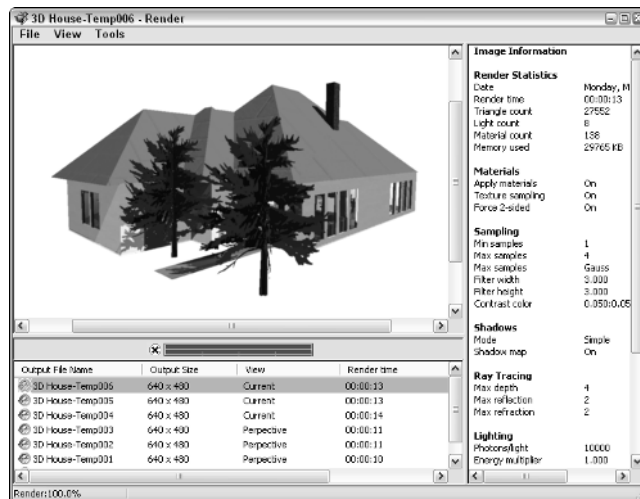 3D House-Temp006 - Render
File View Tools
Image Information
Render Statistics
Date Monday, M
Render time 00:00:13
Triangle count 27552
Light count 8
Material count 138
Memory used 29765 KB
Materials
Apply materials On
Texture sampling On
Force 2-sided On
Sampling
Min samples 1
Max samples 4
Max samples Gauss
Filter width 3.000
Filter height 3.000
Contrast color 0.050:0.05
Shadows
Mode Simple
Shadow map On
Ray Tracing
Max depth 4
Max reflection 2
Max refraction 2
Lighting
Photons/light 10000
Energy multiplier 1.000
Output File Name Output Size View Render time
3D House-Temp006 640 x 480 Current 00:00:13
3D House-Temp005 640 x 480 Current 00:00:13
3D House-Temp004 640 x 480 Current 00:00:14
3D House-Temp003 640 x 480 Perpective 00:00:11
3D House-Temp002 640 x 480 Perpective 00:00:11
3D House-Temp001 640 x 480 Perpective 00:00:10
Render:100.0%